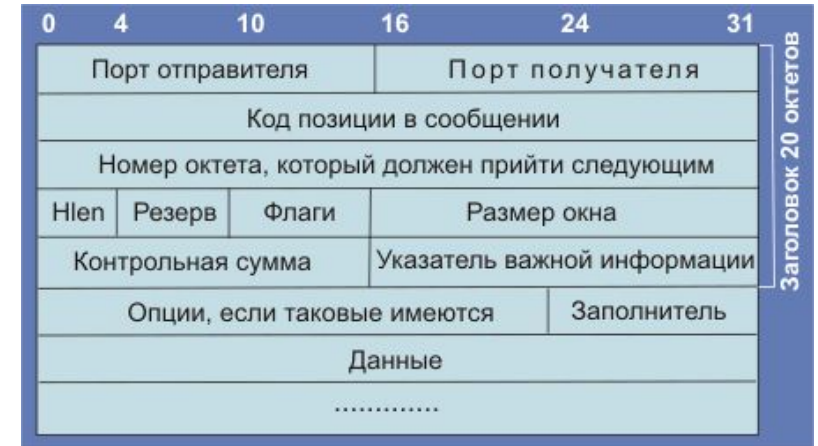 0 4 10 16 24 31
Порт отправителя Порт получателя
Код позиции в сообщении
Номер октета, который должен прийти следующим
Hlen Резерв Флаги Размер окна
Контрольная сумма Указатель важной информации
Опции, если таковые имеются Заполнитель
Данные
.............
Заголовок 20 октетов